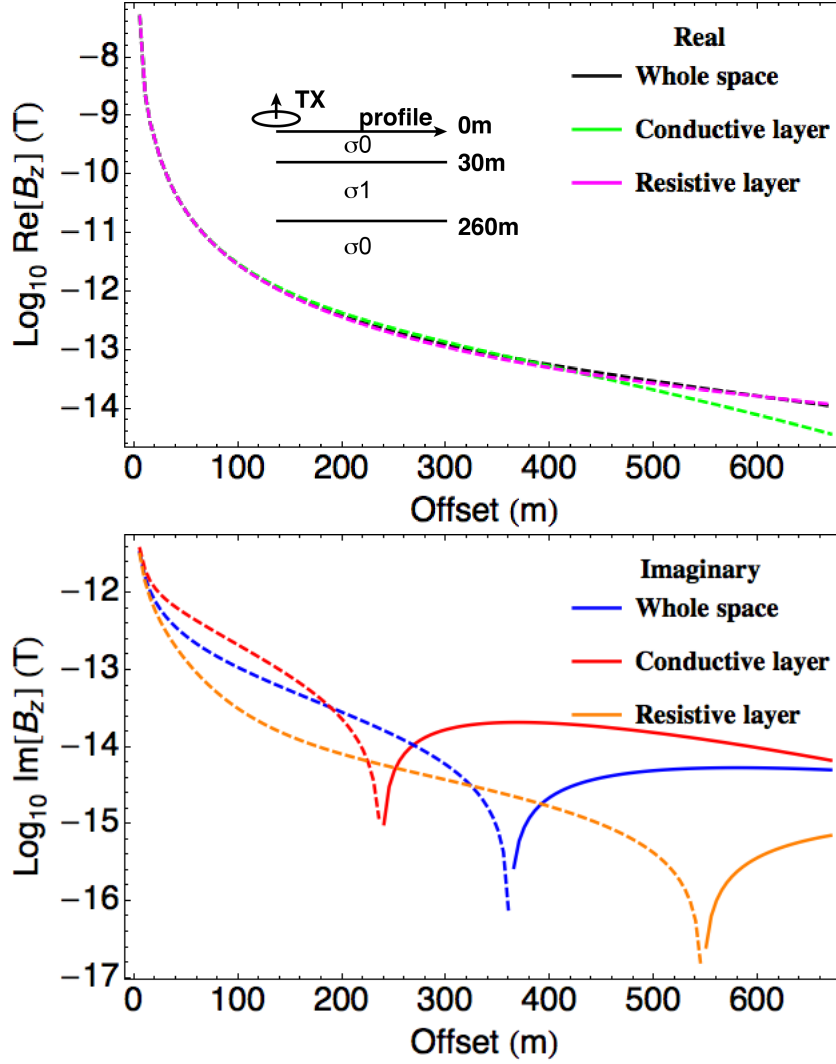 Real
Whole space
Conductive layer
Resistive layer
TX
profile
0m
σ0
30m
σ1
260m
σ0
Log10 Re[Bz] (T)
−8
−9
−10
−11
−12
−13
−14
0 100 200 300 400 500 600
Offset (m)
Imaginary
Whole space
Conductive layer
Resistive layer
Log10 Im[Bz] (T)
−12
−13
−14
−15
−16
−17
0 100 200 300 400 500 600
Offset (m)